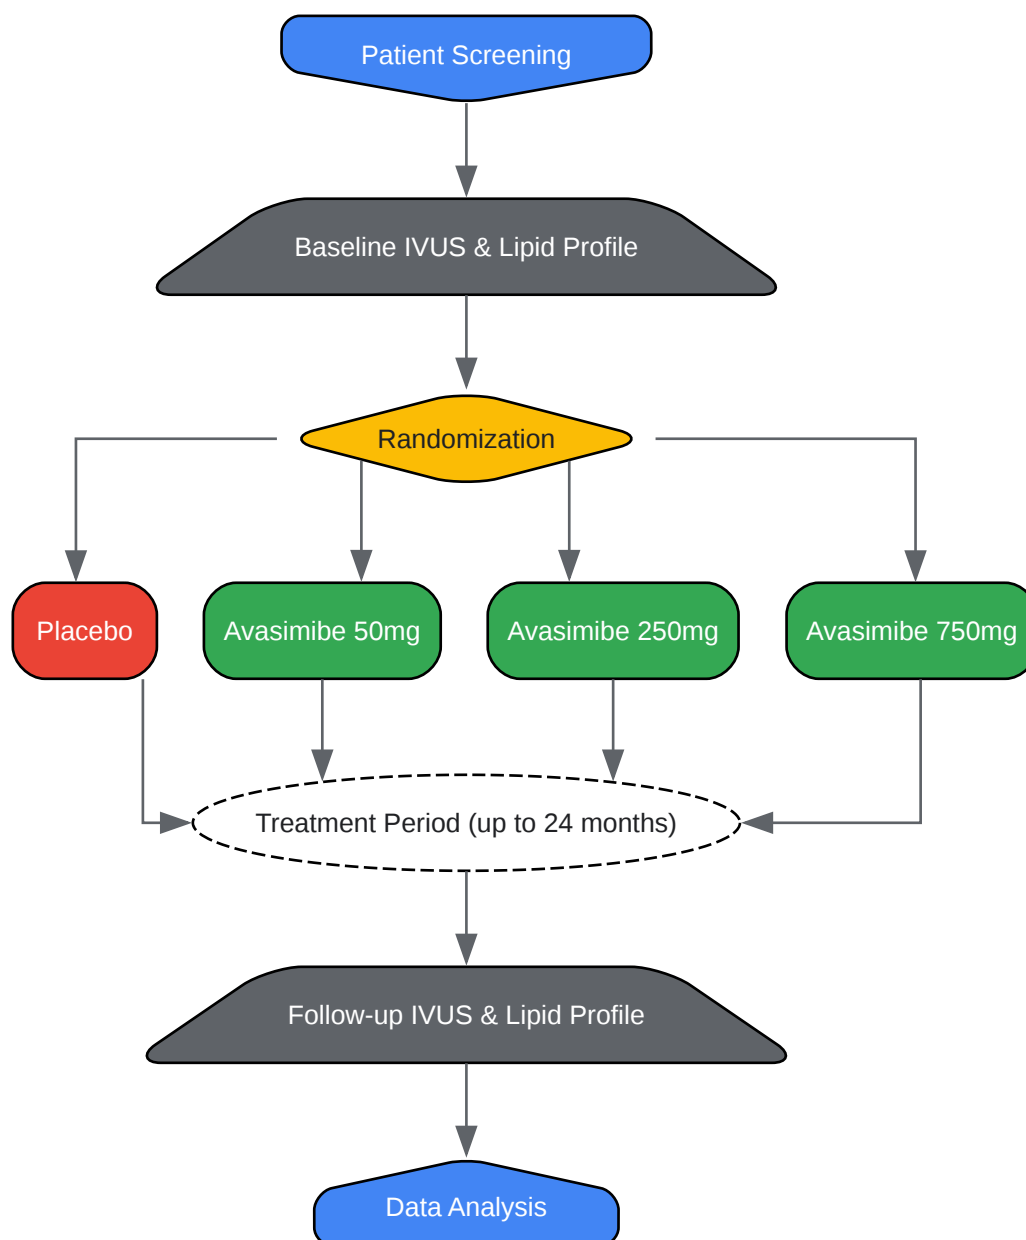 Patient Screening
Baseline IVUS & Lipid Profile
Randomization
Placebo
Avasimibe 50mg
Avasimibe 250mg
Avasimibe 750mg
Treatment Period (up to 24 months)
Follow-up IVUS & Lipid Profile
Data Analysis